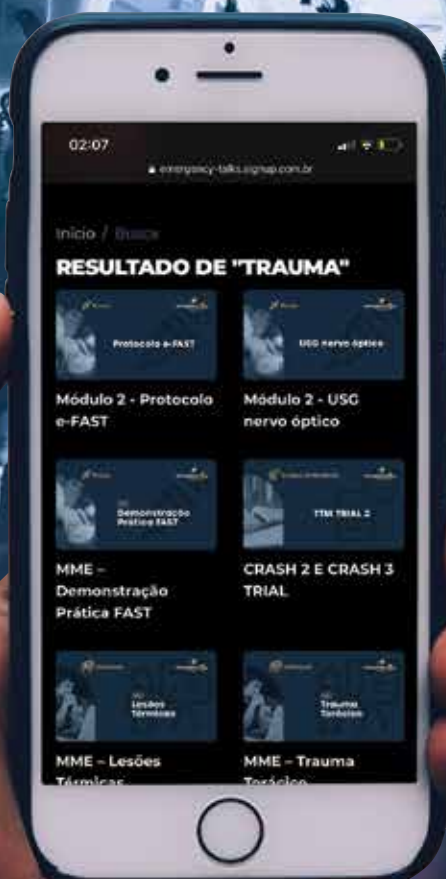 02:07
emergency-talks.signup.com.br
Início / Busca
RESULTADO DE "TRAUMA"
Protocolo e-FAST
USG nervo óptico
Módulo 2 - Protocolo
e-FAST
Módulo 2 - USG
nervo óptico
Demonstração
Prática FAST
TTM TRIAL 2
MME –
Demonstração
Prática FAST
CRASH 2 E CRASH 3
TRIAL
Lesões
Térmicas
Trauma
Torácico
MME – Lesões
Térmicas
MME – Trauma
Torácico